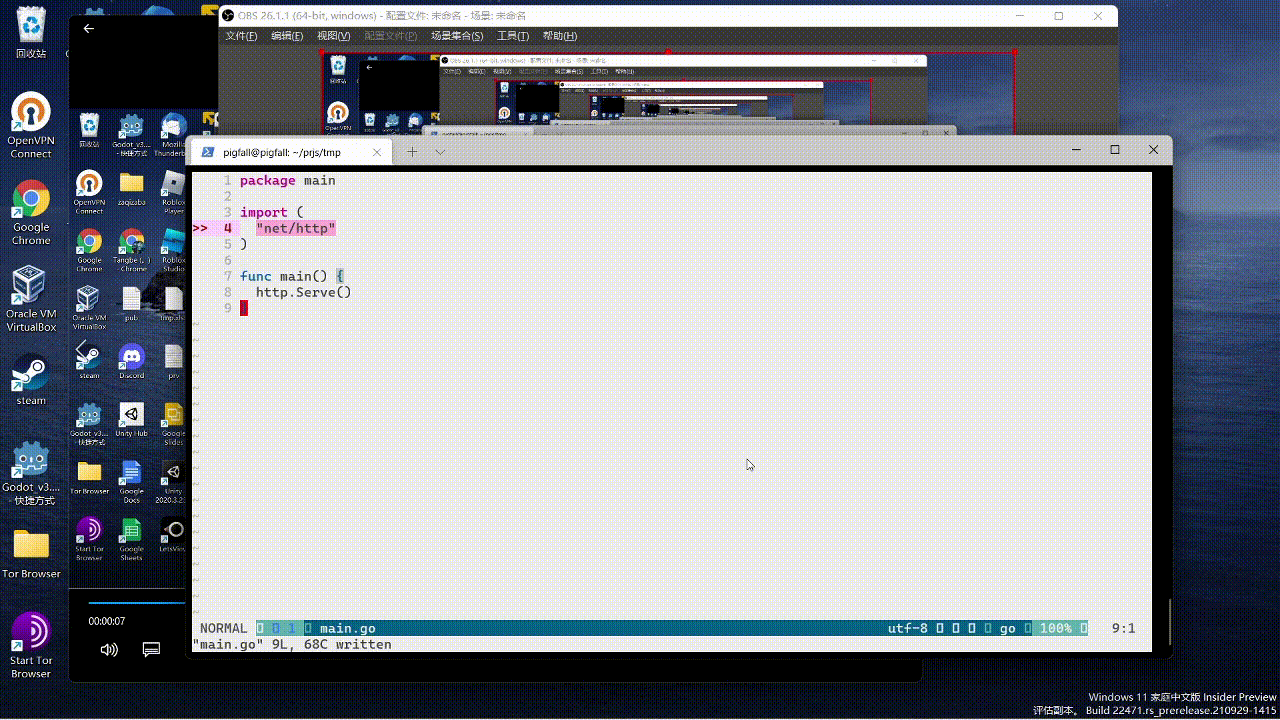 OBS 26.1.1 (64-bit, windows) - 配置文件: 未命名 - 场景: 未命名
文件(F) 编辑(E) 视图(V) 配置文件(P) 场景集合(S) 工具(T) 帮助(H)
回收站
OpenVPN Connect
Google Chrome
Oracle VM VirtualBox
steam
Godot_v3.... - 快捷方式
Tor Browser
Start Tor Browser
回收站
Godot_v3... - 快捷方式
Mozill Thunderb
OpenVPN Connect
zaqizaba
Roblox Player
Google Chrome
Tangbe (。) - Chrome
Roblox Studio
Oracle VM VirtualBox
pub
tmp.xls
steam
Discord
prv
Godot_v3... - 快捷方式
Unity Hub
Google Slides
Tor Browser
Google Docs
Unity 2020.3.2
Start Tor Browser
Google Sheets
LetsView
00:00:07
pigfall@pigfall: ~/prjs/tmp
1 package main
2
3 import (
>> 4 "net/http"
5 )
6
7 func main() {
8 http.Serve()
9
NORMAL 1 main.go utf-8 go 100% 9:1
"main.go" 9L, 68C written
Windows 11 家庭中文版 Insider Preview
评估副本。 Build 22471.rs_prerelease.210929-1415